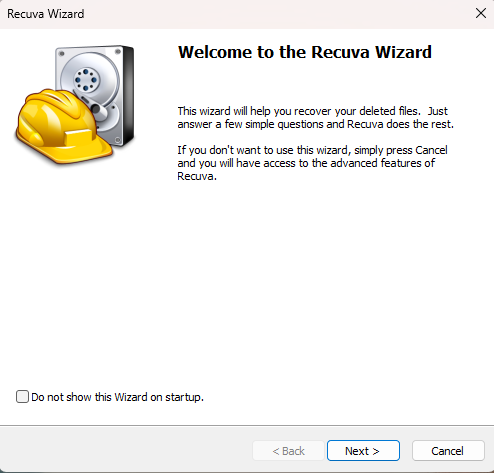 Recuva Wizard
Welcome to the Recuva Wizard
This wizard will help you recover your deleted files.  Just
answer a few simple questions and Recuva does the rest.
If you don't want to use this wizard, simply press Cancel
and you will have access to the advanced features of
Recuva.
Do not show this Wizard on startup.
< Back
Next >
Cancel